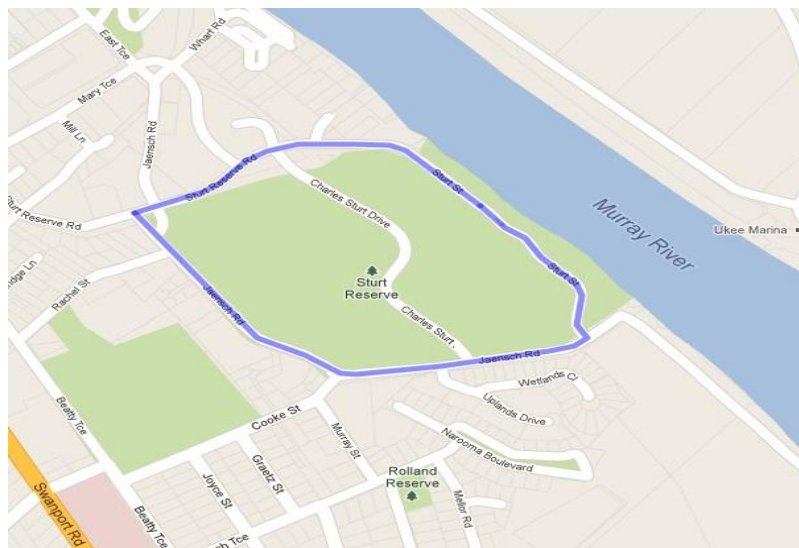 Wharf Rd
East Tce
Mary Tce
Mill Ln
Jaensch Rd
Sturt Reserve Rd
Sturt St
Charles Sturt Drive
Sturt Reserve Rd
Murray River
Ukee Marina
Sturt St
Rachel St
Sturt
Reserve
Jaensch Rd
Charles Sturt
Jaensch Rd
Wetlands Cl
Uplands Drive
Beatty Tce
Cooke St
Murray St
Narooma Boulevard
Graetz St
Joyce St
Rolland
Reserve
Mellor Rd
Swanport Rd
Beatty Tce